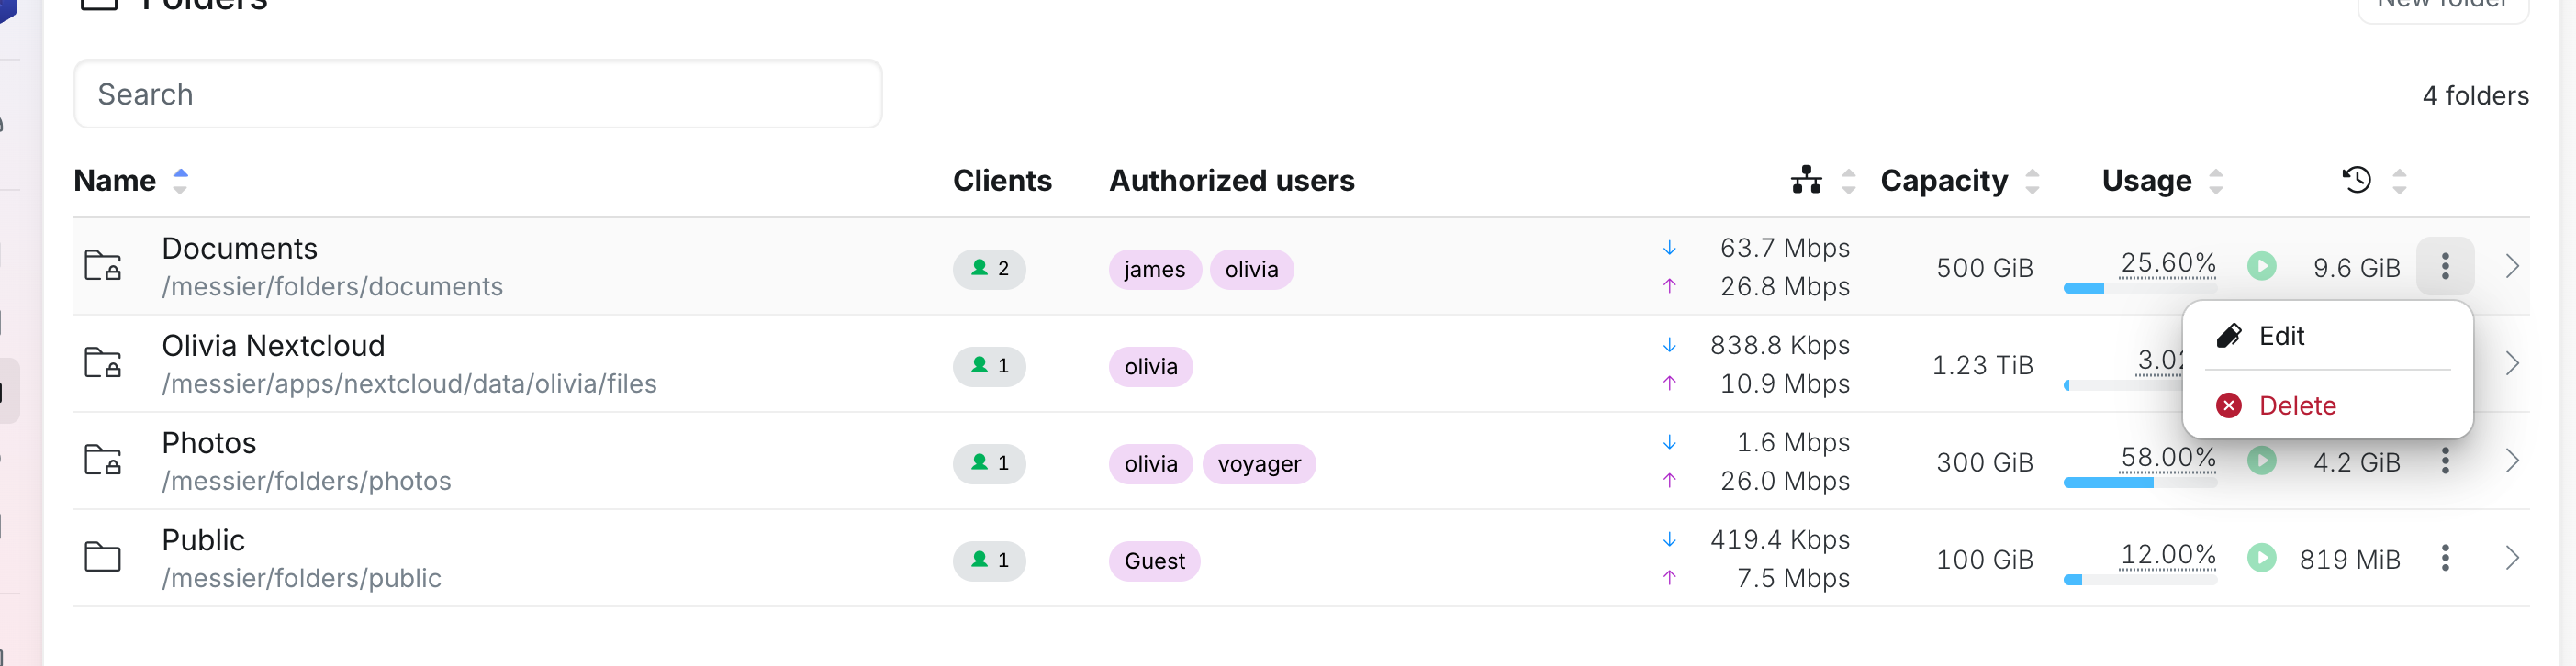 Folders
New folder
Search
4 folders
Name Clients Authorized users Capacity Usage
Documents
/messier/folders/documents
2
james olivia
63.7 Mbps
26.8 Mbps
500 GiB
25.60%
9.6 GiB
Olivia Nextcloud
/messier/apps/nextcloud/data/olivia/files
1
olivia
838.8 Kbps
10.9 Mbps
1.23 TiB
Edit
Delete
Photos
/messier/folders/photos
1
olivia voyager
1.6 Mbps
26.0 Mbps
300 GiB
58.00%
4.2 GiB
Public
/messier/folders/public
1
Guest
419.4 Kbps
7.5 Mbps
100 GiB
12.00%
819 MiB